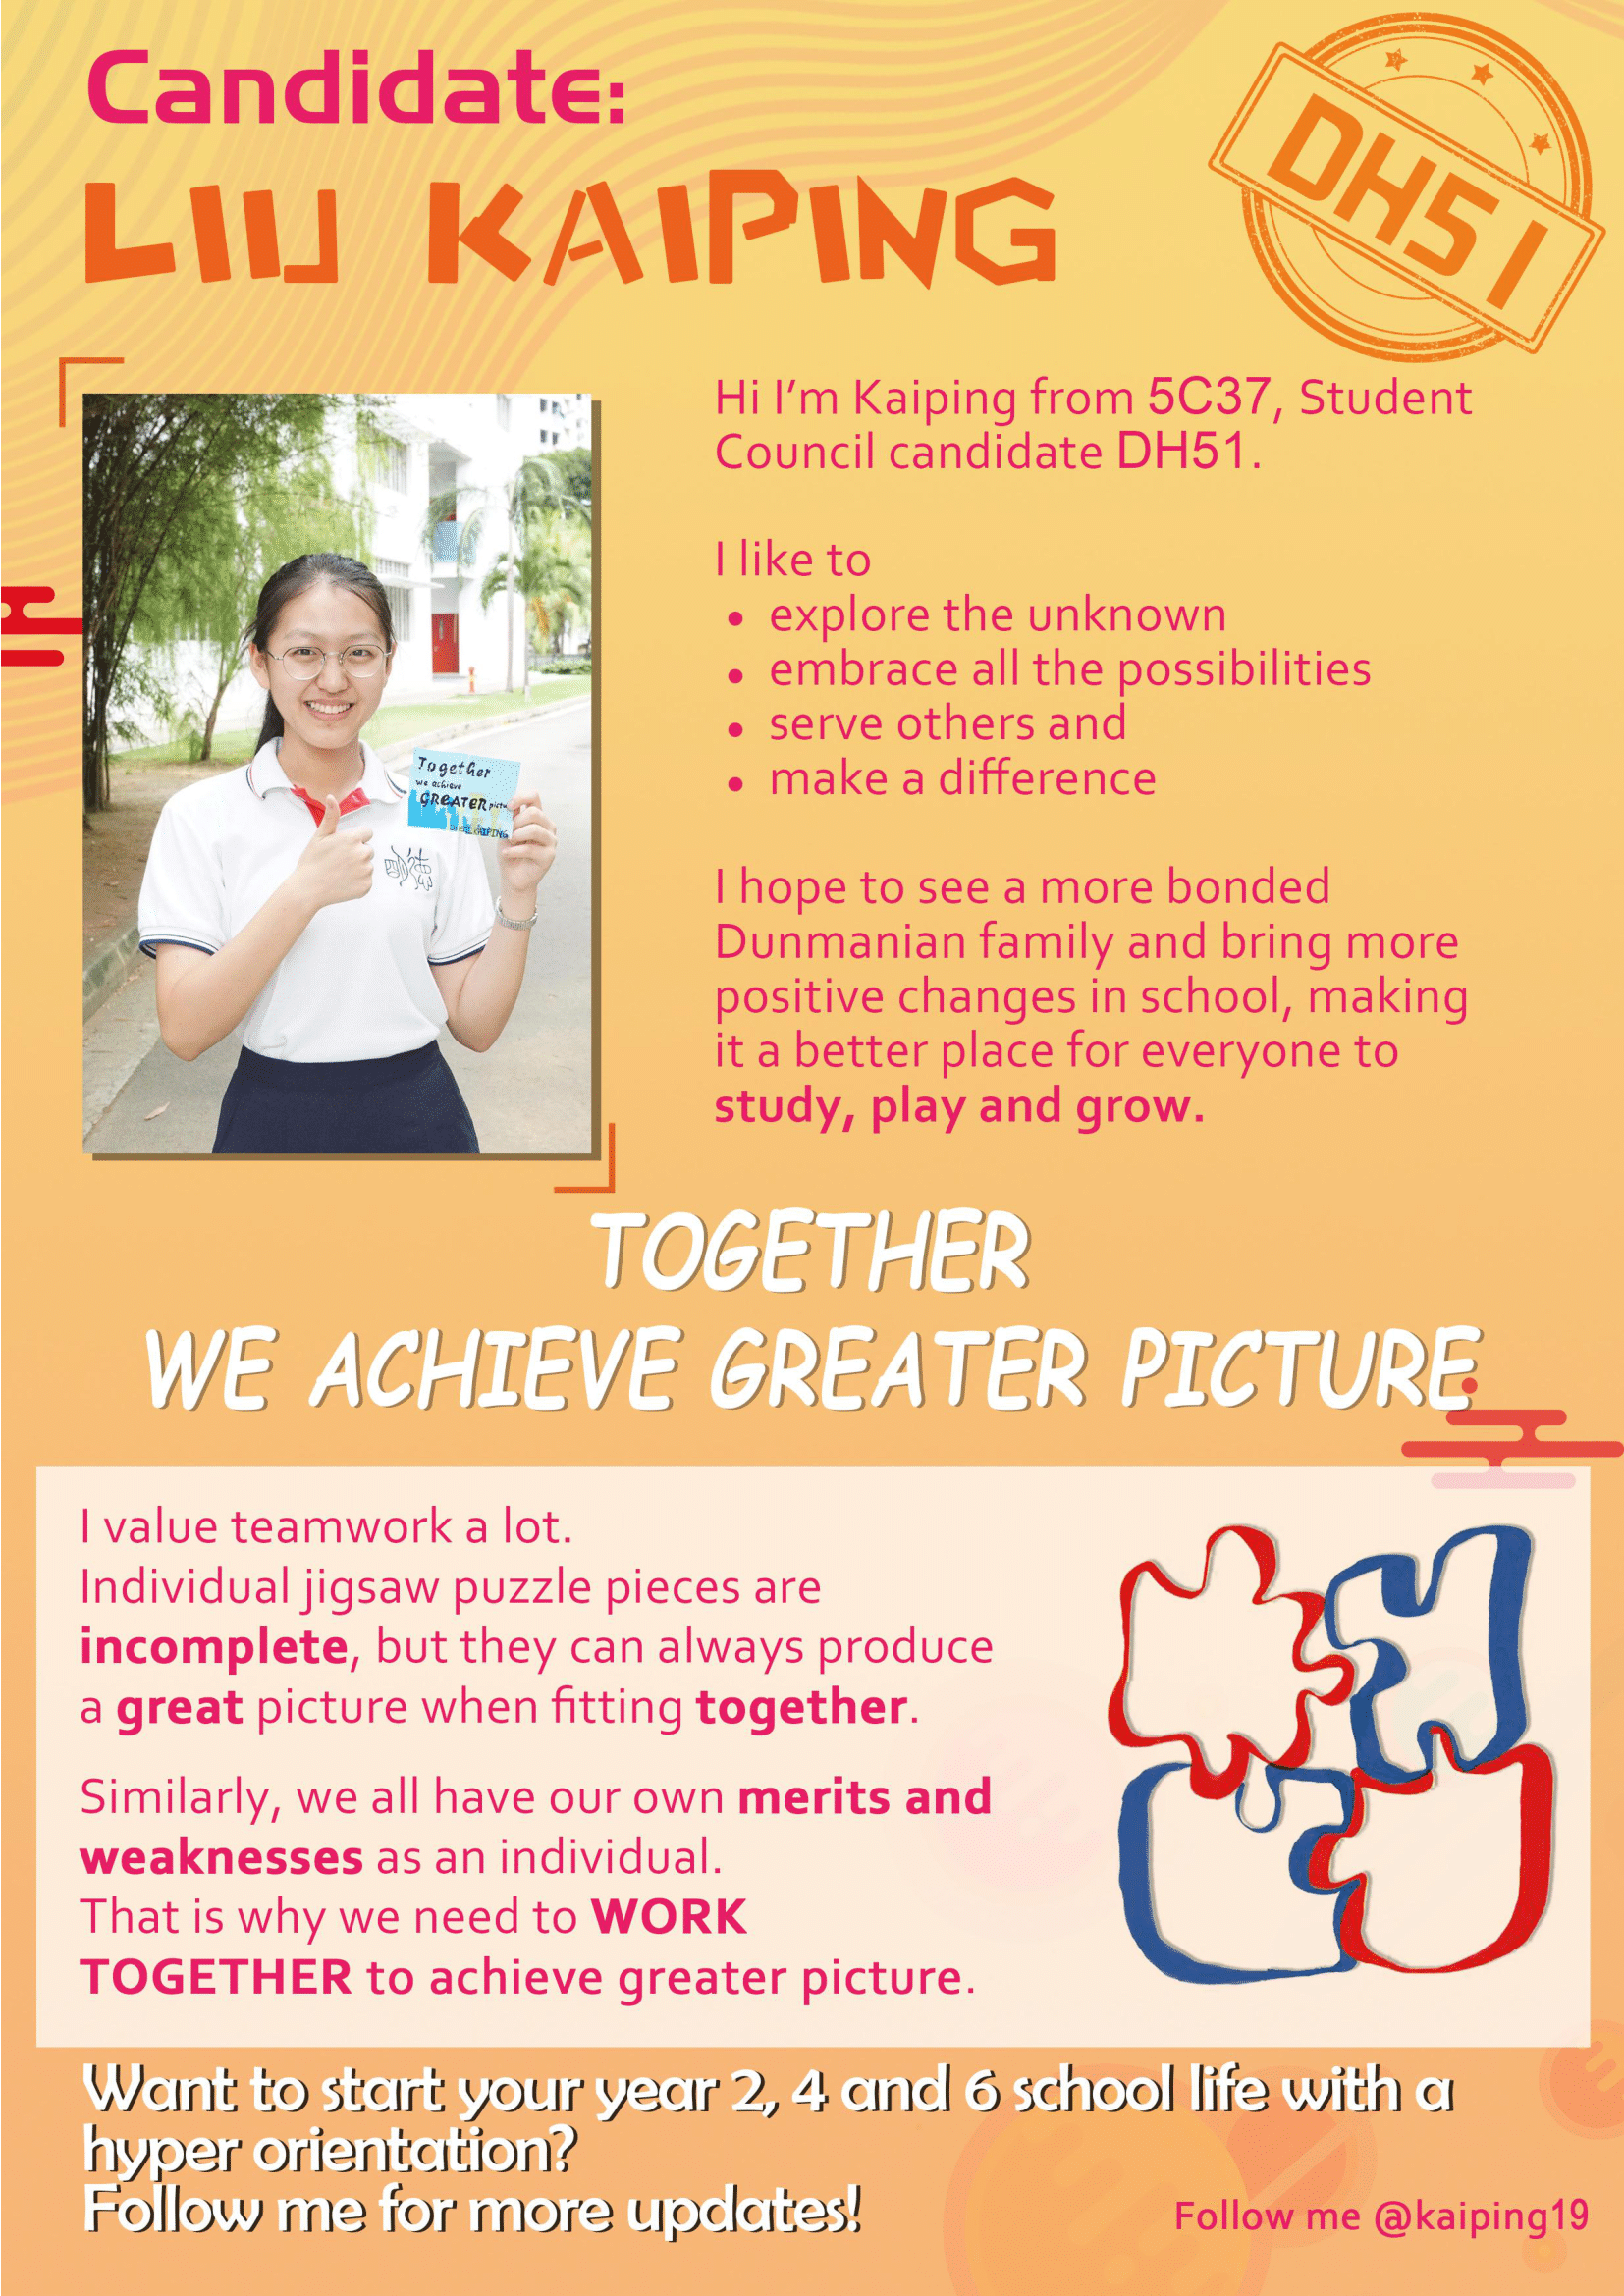 Candidate:
LIU KAIPING
DH51
Hi I'm Kaiping from 5C37, Student
Council candidate DH51.
I like to
• explore the unknown
• embrace all the possibilities
• serve others and
• make a difference
I hope to see a more bonded
Dunmanian family and bring more
positive changes in school, making
it a better place for everyone to
study, play and grow.
Together
we achieve
GREATER pictu
KAIPING
TOGETHER
WE ACHIEVE GREATER PICTURE
I value teamwork a lot.
Individual jigsaw puzzle pieces are
incomplete, but they can always produce
a great picture when fitting together.
Similarly, we all have our own merits and
weaknesses as an individual.
That is why we need to WORK
TOGETHER to achieve greater picture.
Want to start your year 2, 4 and 6 school life with a
hyper orientation?
Follow me for more updates!
Follow me @kaiping19